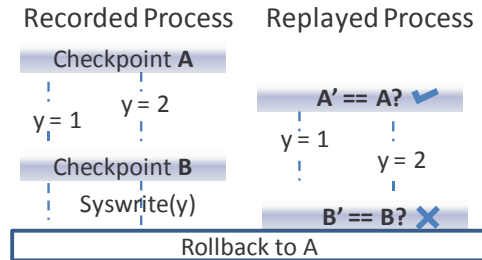 Recorded Process
Replayed Process
Checkpoint A
y = 2
y = 1
A' == A?
y = 1
y = 2
Checkpoint B
Syswrite(y)
B' == B?
Rollback to A